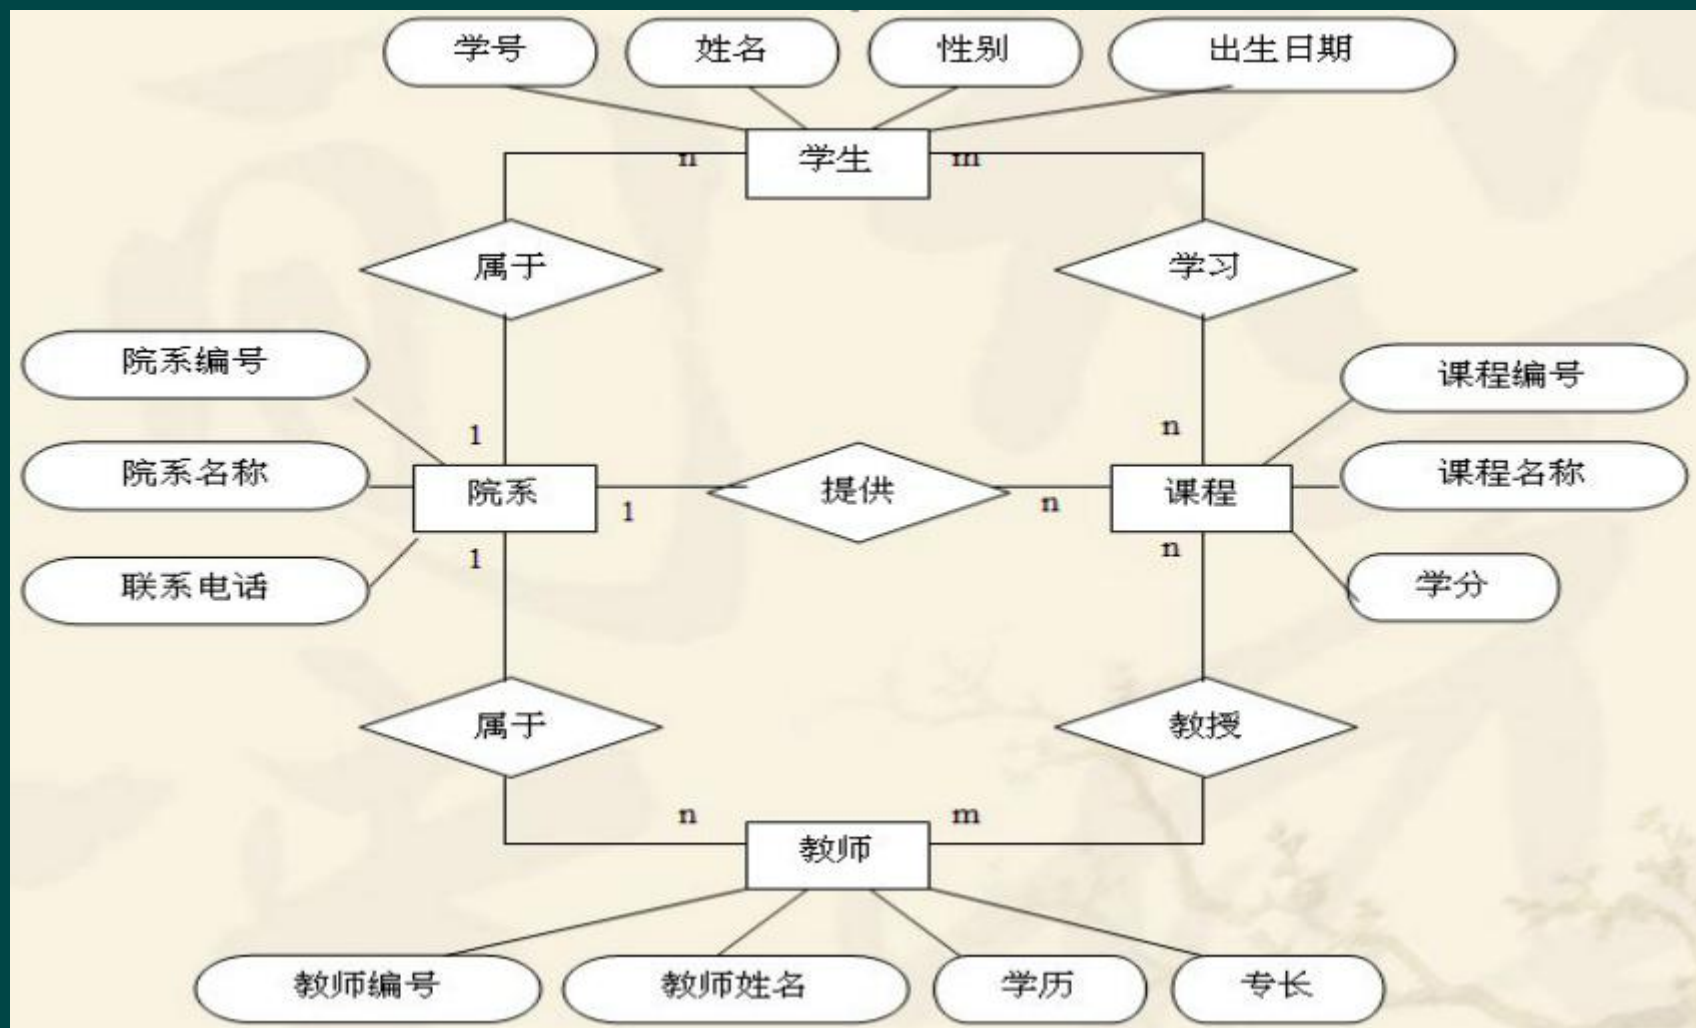 学号
姓名
性别
出生日期
n
学生
m
属于
学习
院系编号
课程编号
1
n
院系名称
院系
1
提供
n
课程
课程名称
1
n
联系电话
学分
属于
教授
n
教师
m
教师编号
教师姓名
学历
专长